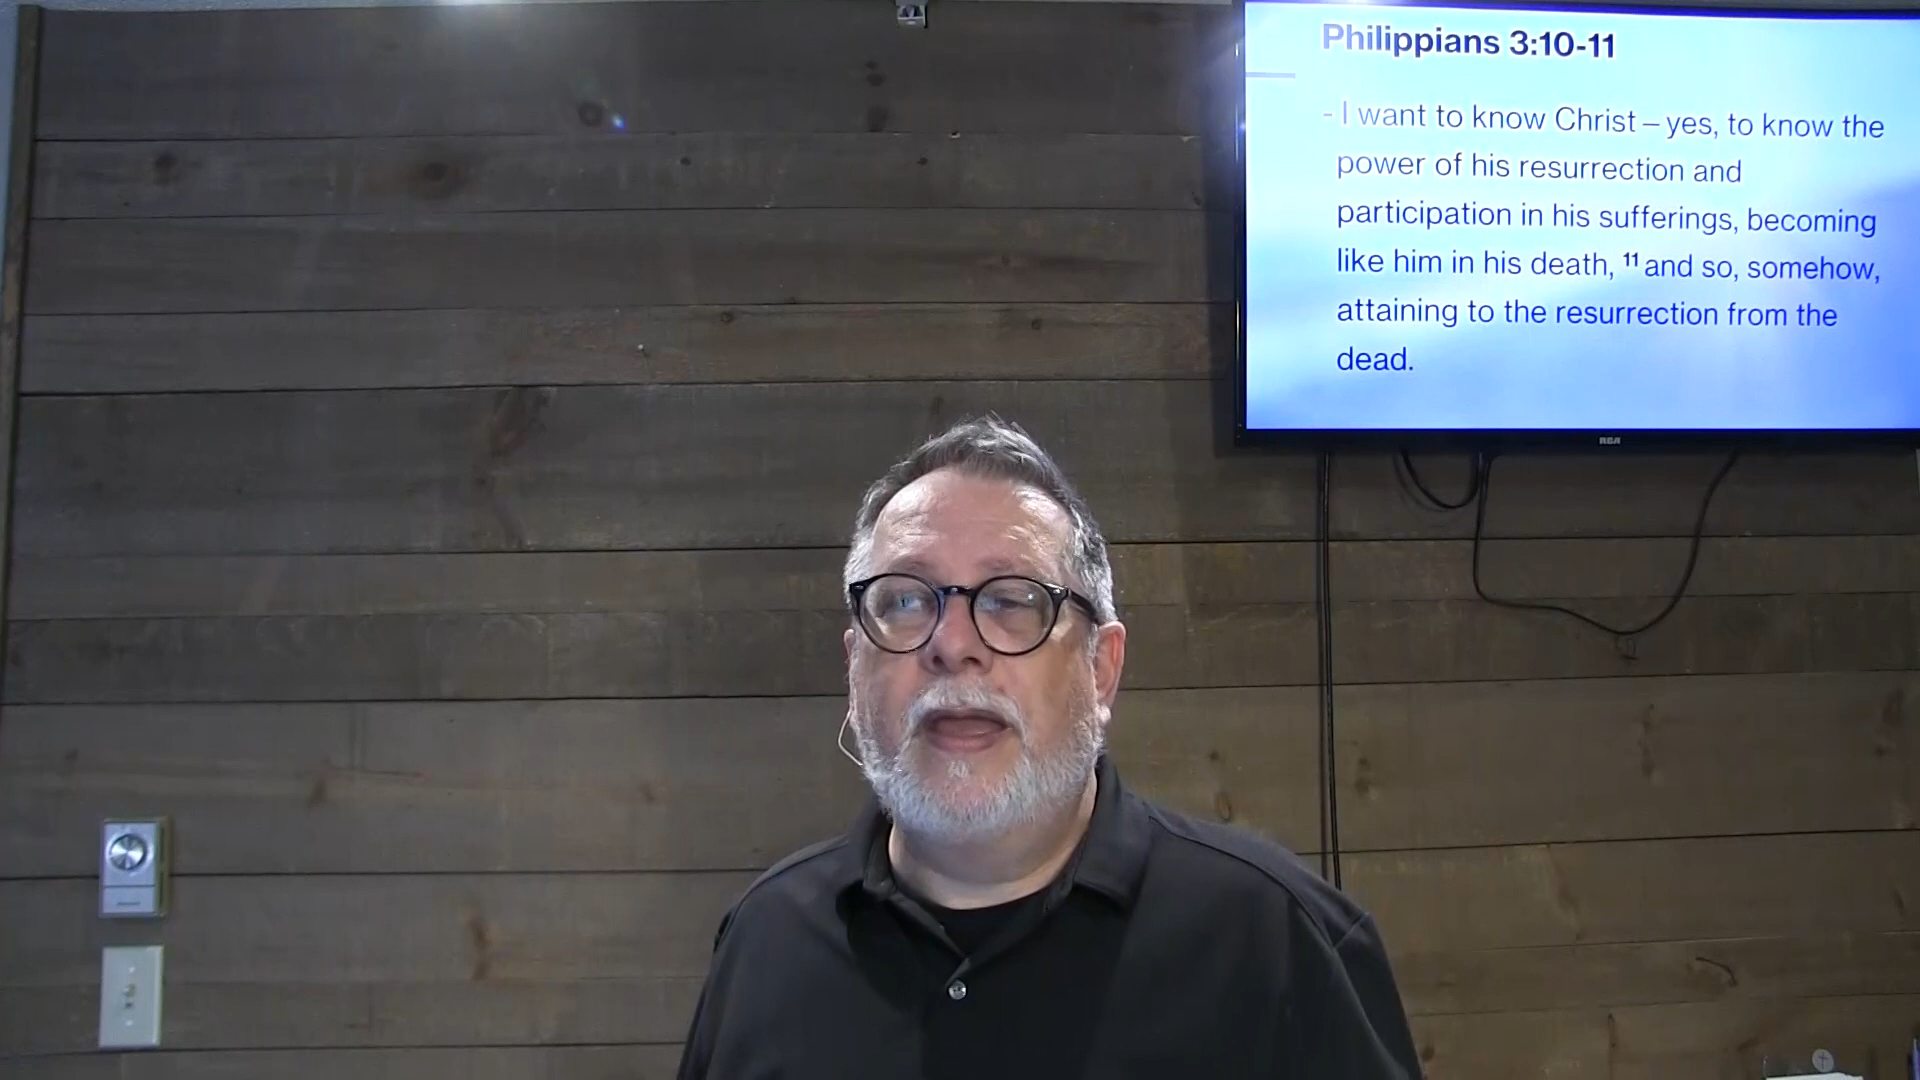 Philippians 3:10-11
- I want to know Christ – yes, to know the
power of his resurrection and
participation in his sufferings, becoming
like him in his death, ¹¹ and so, somehow,
attaining to the resurrection from the
dead.
RCA